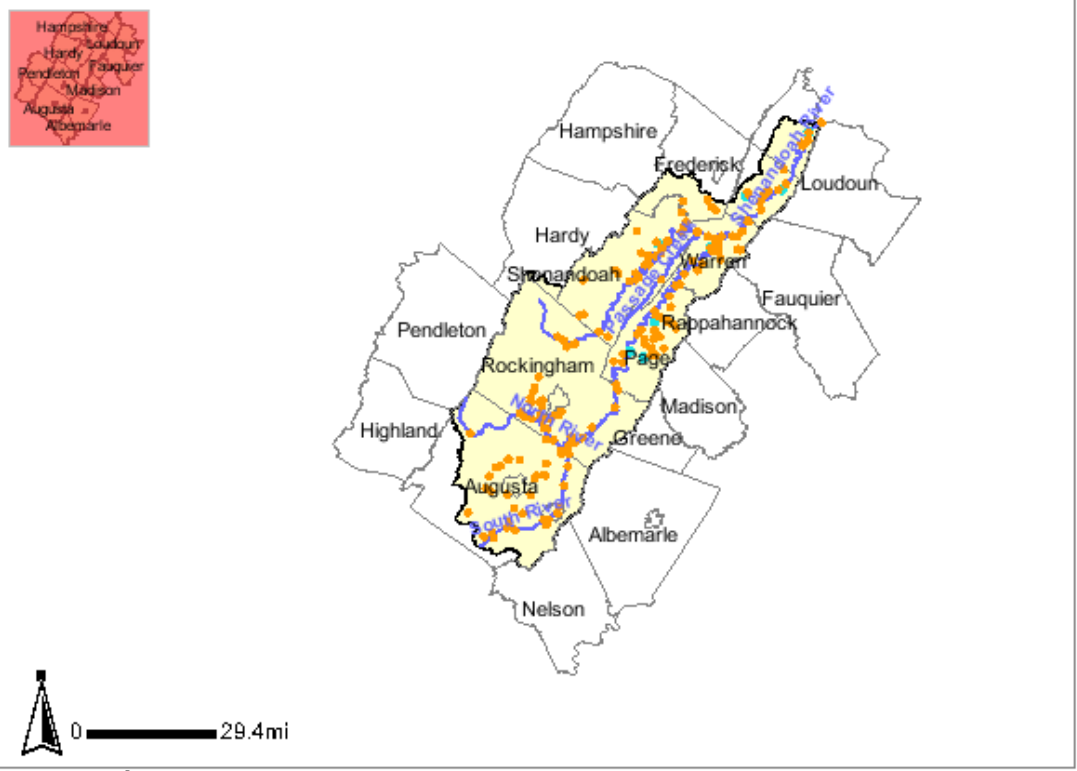 Hampshire
Loudoun
Hardy
Fauquier
Pendleton
Madison
Augusta
Albemarle
Hampshire
Frederick
Shenandoah River
Loudoun
Hardy
Passage Creek
Warren
Shenandoah
Fauquier
Pendleton
Rappahannock
Rockingham
Page
Madison
North River
Highland
Greene
Augusta
South River
Albemarle
Nelson
0 29.4mi